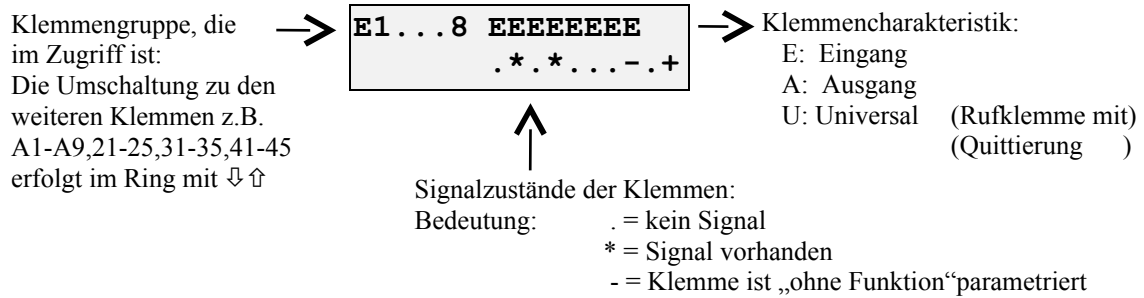 Klemmengruppe, die
im Zugriff ist:
Die Umschaltung zu den
weiteren Klemmen z.B.
A1-A9,21-25,31-35,41-45
erfolgt im Ring mit ⇩⇧
E1...8 EEEEEEEE
.*.*...-.+
Klemmencharakteristik:
E: Eingang
A: Ausgang
U: Universal (Rufklemme mit)
(Quittierung )
Signalzustände der Klemmen:
Bedeutung: . = kein Signal
* = Signal vorhanden
- = Klemme ist „ohne Funktion“parametriert